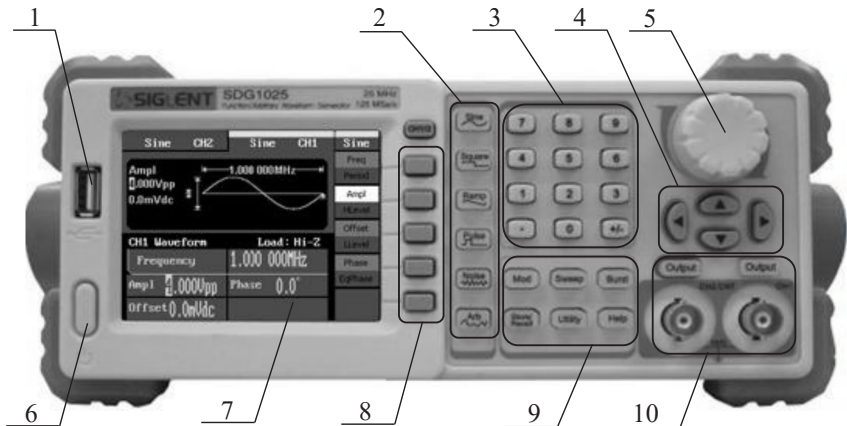 1
2
3
4
5
SIGLENT SDG1025 25 MHz
Function/Arbitrary Waveform Generator 125 MSa/s
CH1/2
Sine CH2 Sine CH1 Sine
Freq
Period
Ampl
HLevel
Offset
LLevel
Phase
EqPhase
Ampl
4.000Vpp
0.0mVdc
1.000 000MHz
CH1 Waveform Load: Hi-Z
Frequency 1.000 000MHz
Ampl 4.000Vpp Phase 0.0°
Offset 0.0mVdc
Sine
Square
Ramp
Pulse
Noise
Arb
7 8 9
4 5 6
1 2 3
. 0 +/-
Mod Sweep Burst
Store/Recall Utility Help
Output Output
CH1
6
7
8
9
10